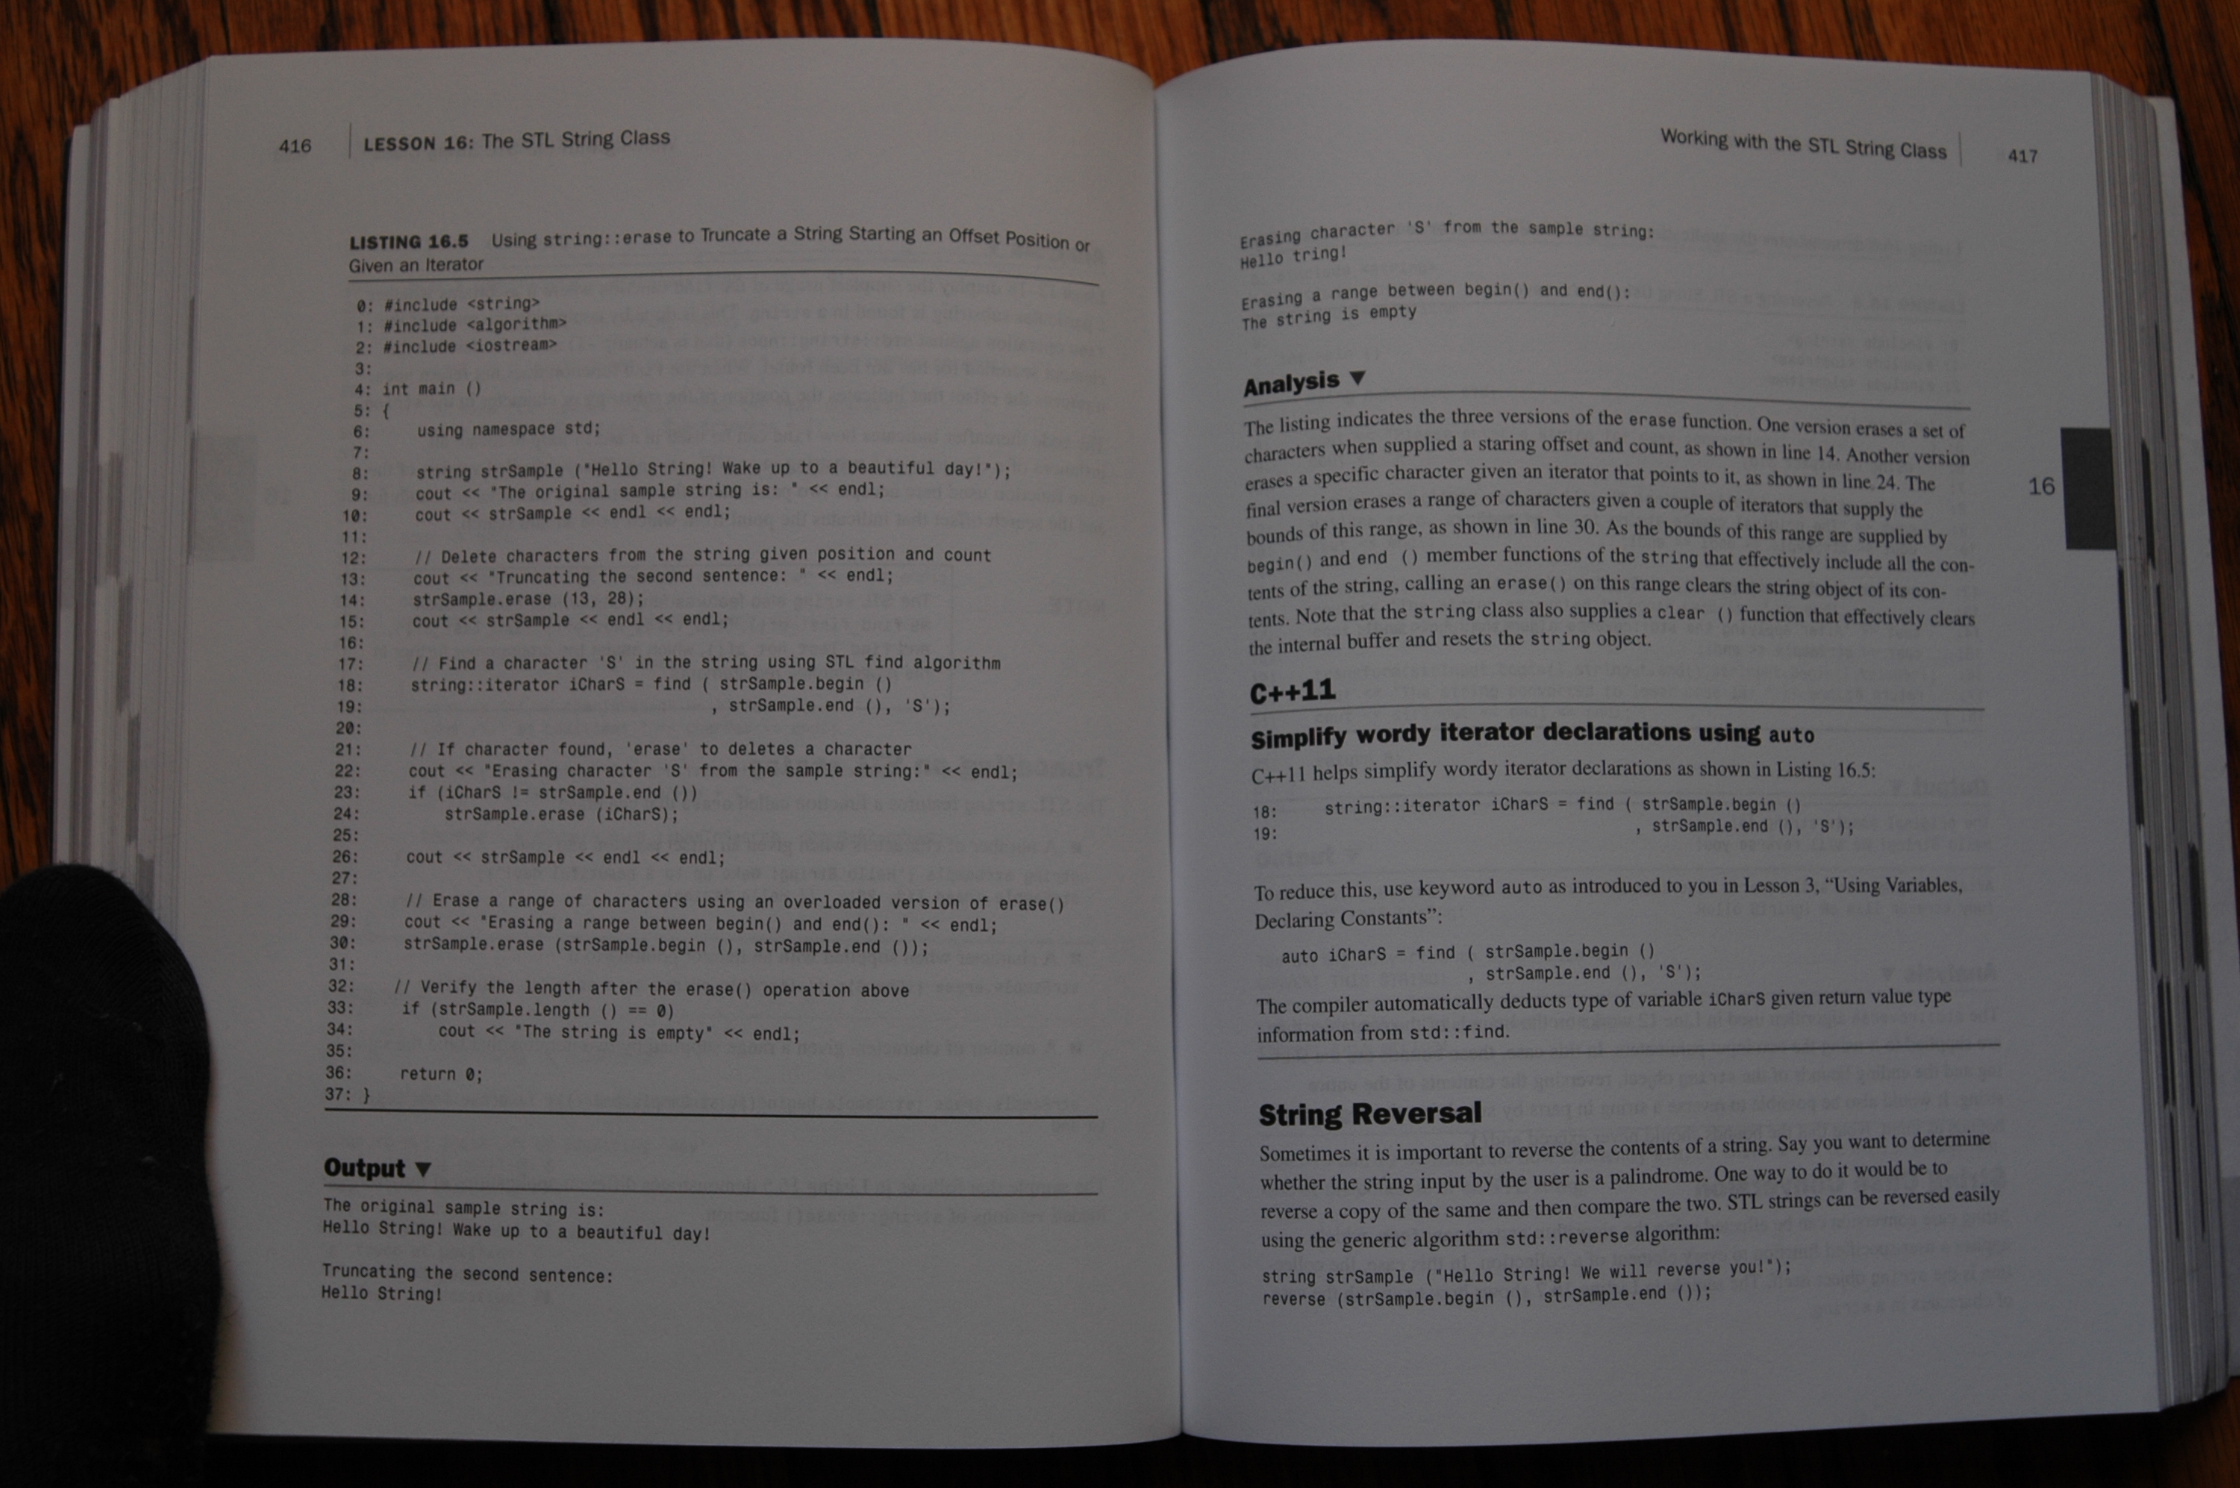 416 LESSON 16: The STL String Class
LISTING 16.5 Using string::erase to Truncate a String Starting an Offset Position or
Given an Iterator
0: #include <string>
1: #include <algorithm>
2: #include <iostream>
3:
4: int main ()
5: {
6: using namespace std;
7:
8: string strSample ("Hello String! Wake up to a beautiful day!");
9: cout << "The original sample string is: " << endl;
10: cout << strSample << endl << endl;
11:
12: // Delete characters from the string given position and count
13: cout << "Truncating the second sentence: " << endl;
14: strSample.erase (13, 28);
15: cout << strSample << endl << endl;
16:
17: // Find a character 'S' in the string using STL find algorithm
18: string::iterator iCharS = find ( strSample.begin ()
19: , strSample.end (), 'S');
20:
21: // If character found, 'erase' to deletes a character
22: cout << "Erasing character 'S' from the sample string:" << endl;
23: if (iCharS != strSample.end ())
24: strSample.erase (iCharS);
25:
26: cout << strSample << endl << endl;
27:
28: // Erase a range of characters using an overloaded version of erase()
29: cout << "Erasing a range between begin() and end(): " << endl;
30: strSample.erase (strSample.begin (), strSample.end ());
31:
32: // Verify the length after the erase() operation above
33: if (strSample.length () == 0)
34: cout << "The string is empty" << endl;
35:
36: return 0;
37: }
Output ▼
The original sample string is:
Hello String! Wake up to a beautiful day!
Truncating the second sentence:
Hello String!
Working with the STL String Class 417
Erasing character 'S' from the sample string:
Hello tring!
Erasing a range between begin() and end():
The string is empty
Analysis ▼
The listing indicates the three versions of the erase function. One version erases a set of
characters when supplied a staring offset and count, as shown in line 14. Another version
erases a specific character given an iterator that points to it, as shown in line 24. The
final version erases a range of characters given a couple of iterators that supply the
bounds of this range, as shown in line 30. As the bounds of this range are supplied by
begin() and end () member functions of the string that effectively include all the con-
tents of the string, calling an erase() on this range clears the string object of its con-
tents. Note that the string class also supplies a clear () function that effectively clears
the internal buffer and resets the string object.
16
C++11
Simplify wordy iterator declarations using auto
C++11 helps simplify wordy iterator declarations as shown in Listing 16.5:
18: string::iterator iCharS = find ( strSample.begin ()
19: , strSample.end (), 'S');
To reduce this, use keyword auto as introduced to you in Lesson 3, “Using Variables,
Declaring Constants”:
auto iCharS = find ( strSample.begin ()
, strSample.end (), 'S');
The compiler automatically deducts type of variable iCharS given return value type
information from std::find.
String Reversal
Sometimes it is important to reverse the contents of a string. Say you want to determine
whether the string input by the user is a palindrome. One way to do it would be to
reverse a copy of the same and then compare the two. STL strings can be reversed easily
using the generic algorithm std::reverse algorithm:
string strSample ("Hello String! We will reverse you!");
reverse (strSample.begin (), strSample.end ());